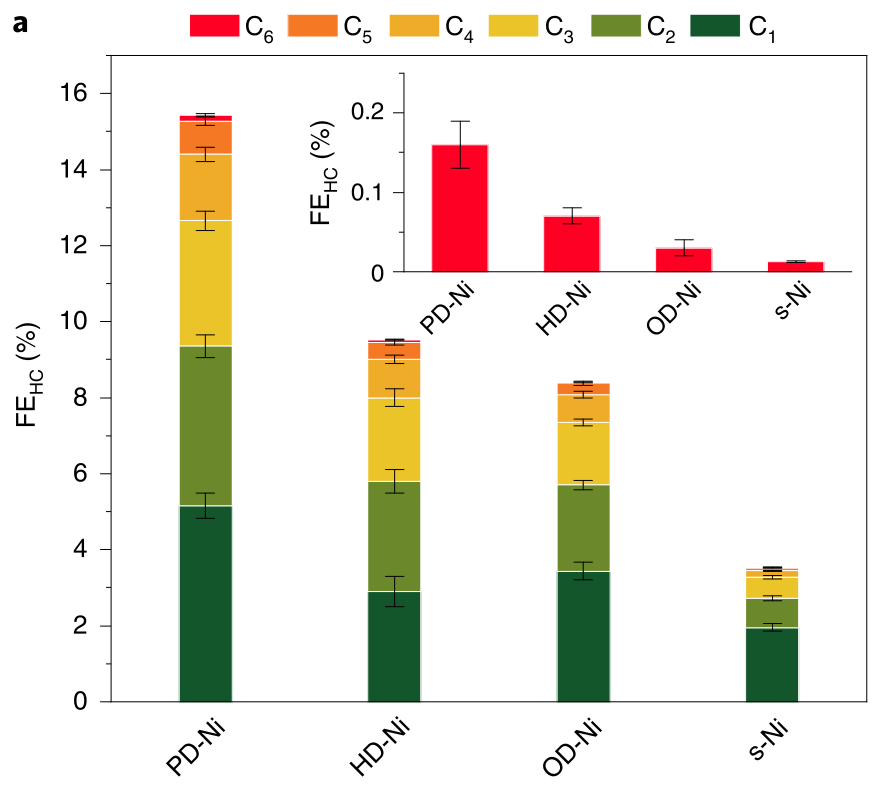 a
C6 C5 C4 C3 C2 C1
FEHC (%)
16
14
12
10
8
6
4
2
0
PD-Ni HD-Ni OD-Ni s-Ni
FEHC (%)
0.2
0.1
0
PD-Ni HD-Ni OD-Ni s-Ni